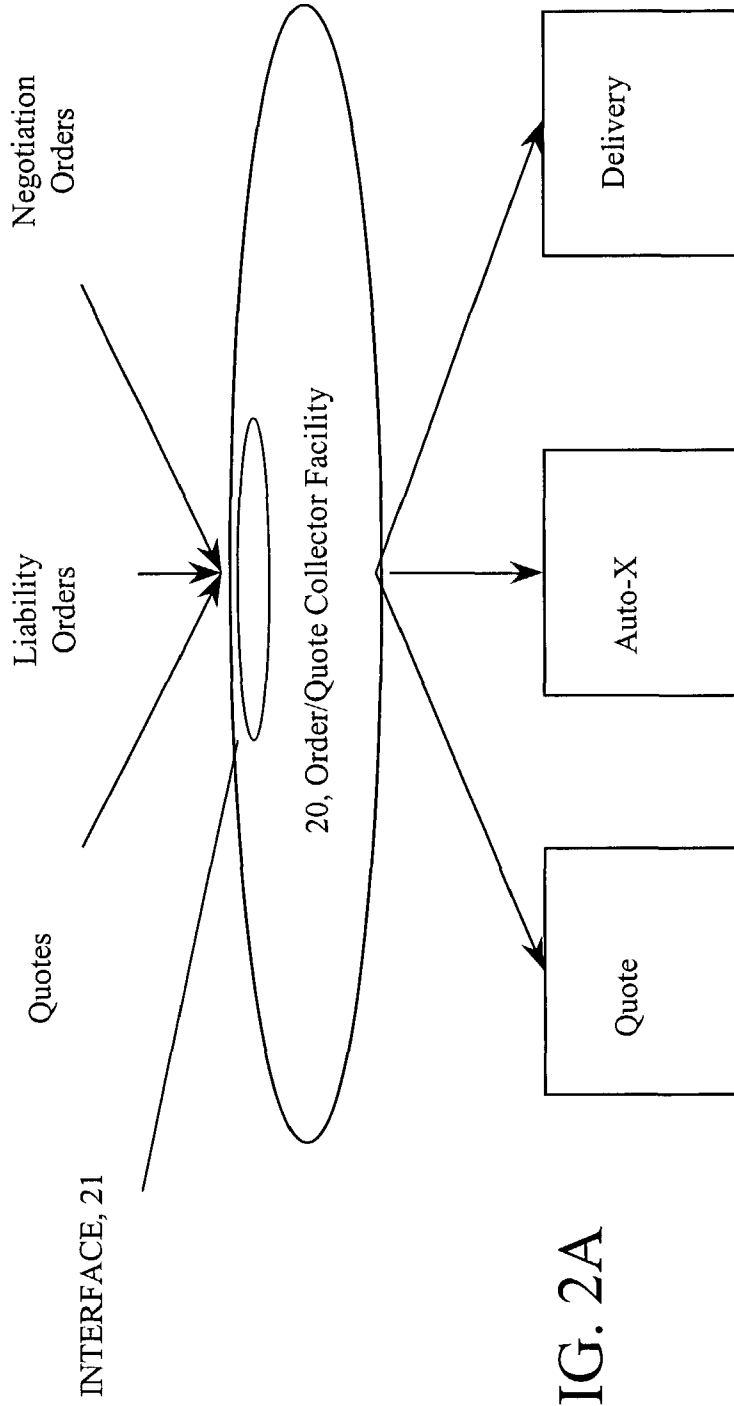 INTERFACE, 21
Quotes
Liability
Orders
Negotiation
Orders
20, Order/Quote Collector Facility
Quote
Auto-X
Delivery
IG. 2A